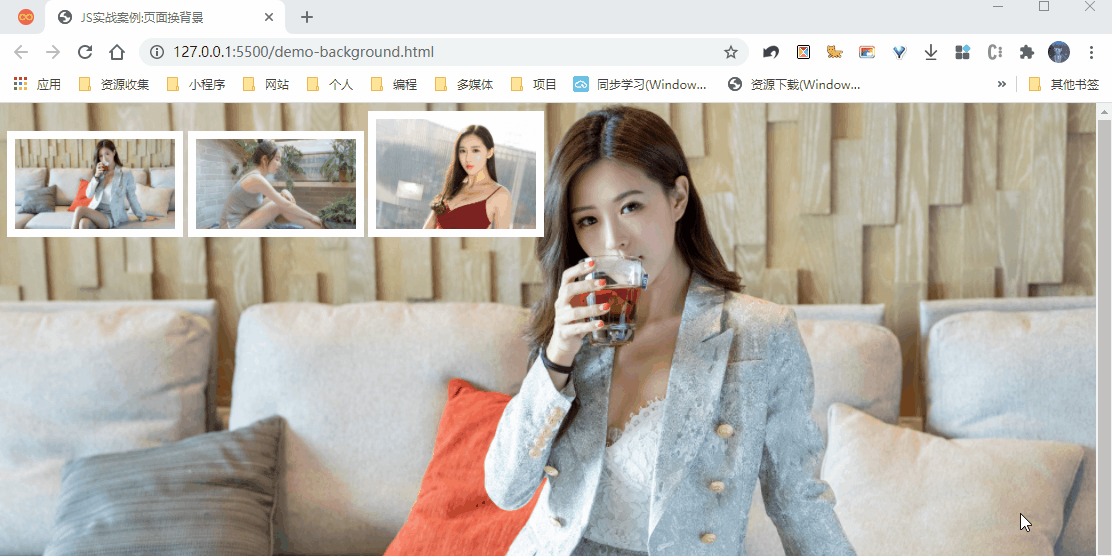 JS实战案例:页面换背景
127.0.0.1:5500/demo-background.html
应用 资源收集 小程序 网站 个人 编程 多媒体 项目 同步学习(Window... 资源下载(Window... » 其他书签